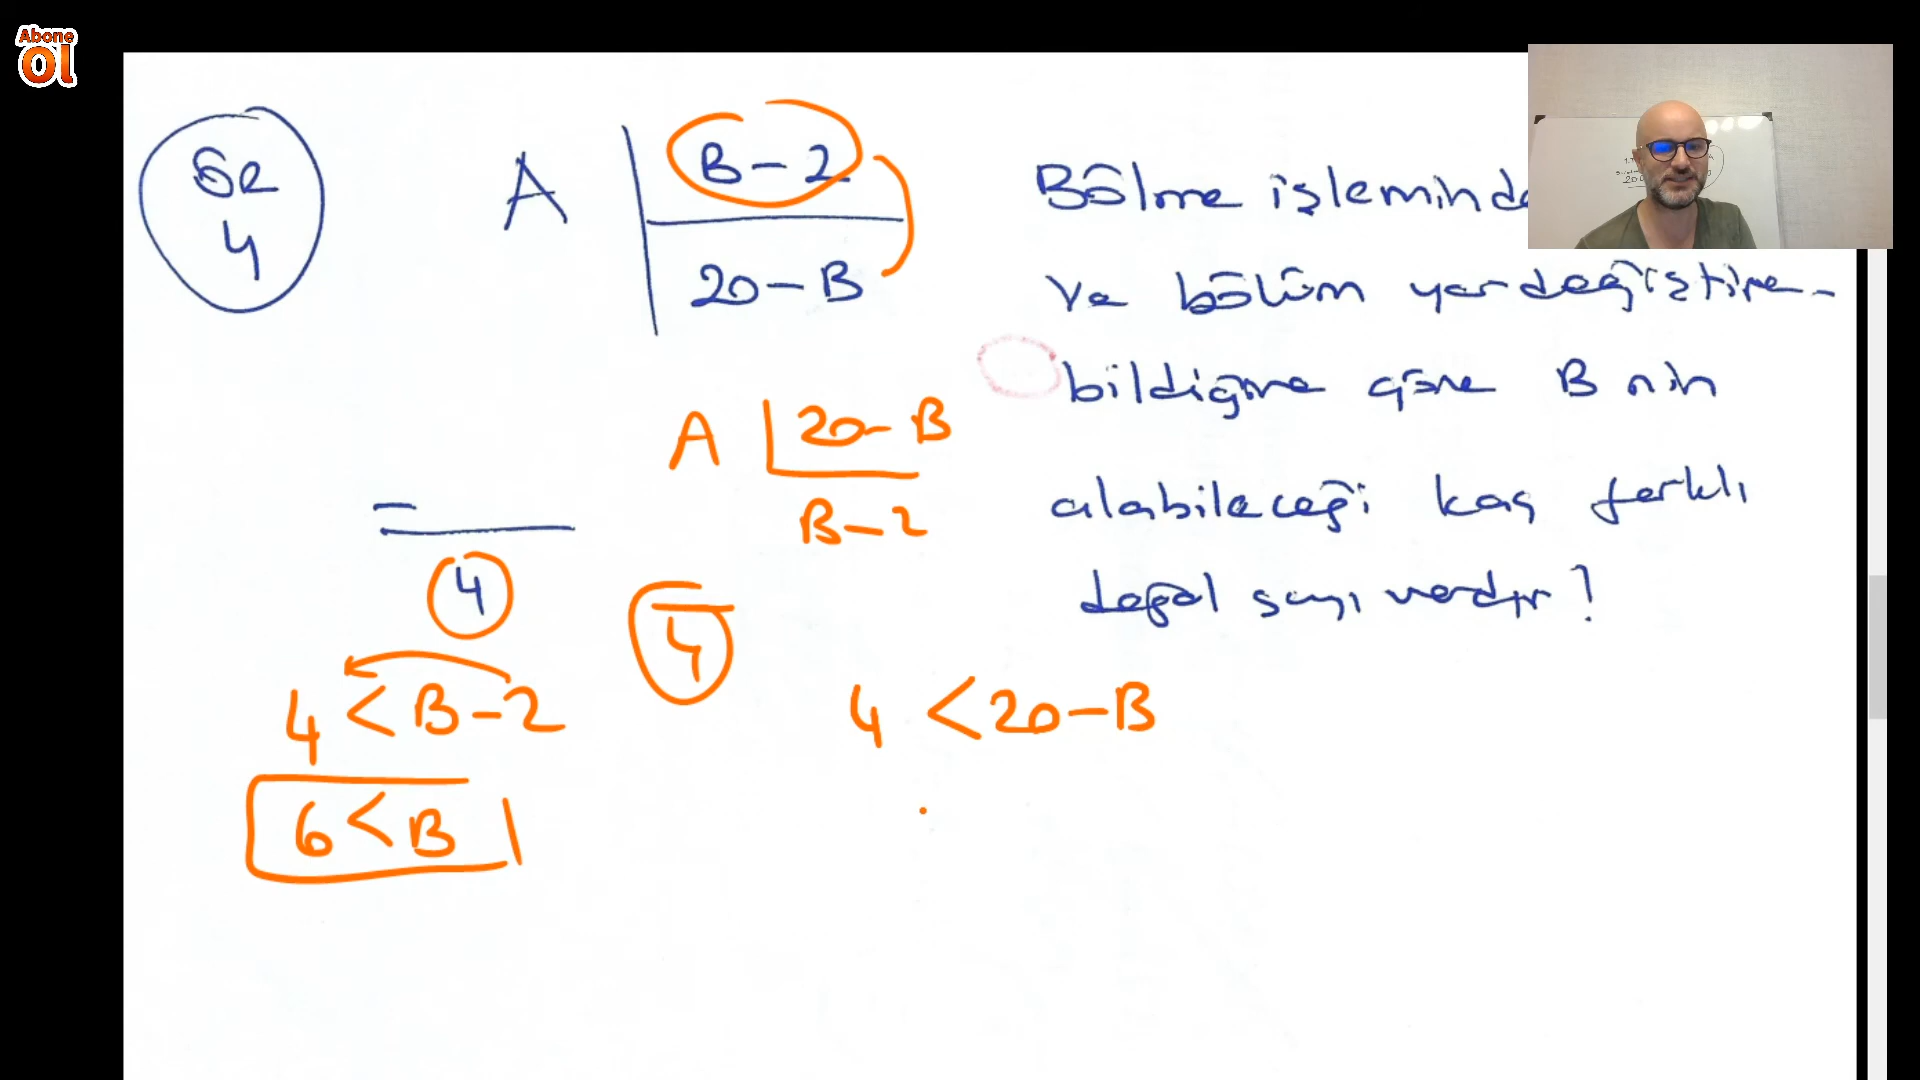 Abone
Ol
ÖR
4
A
B-2
20-B
4
Bölme işleminde
ve bölüm yer değiştire-
bildiğine göre B nin
alabileceği kaç farklı
doğal sayı vardır?
A 20-B
B-2
4
4 < B-2
6 < B
4 < 20-B